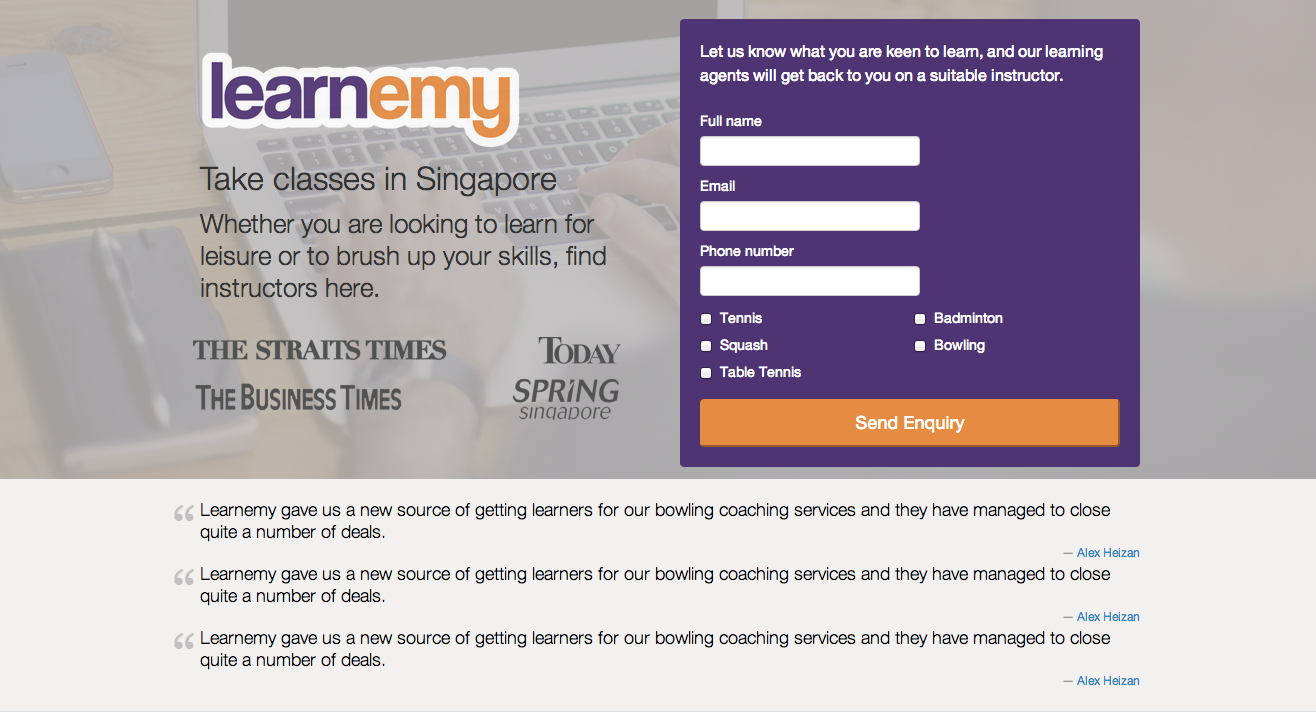 learnemy
Take classes in Singapore
Whether you are looking to learn for
leisure or to brush up your skills, find
instructors here.
THE STRAITS TIMES
TODAY
THE BUSINESS TIMES
SPRING
singapore
Let us know what you are keen to learn, and our learning
agents will get back to you on a suitable instructor.
Full name
Email
Phone number
Tennis
Badminton
Squash
Bowling
Table Tennis
Send Enquiry
“ Learnemy gave us a new source of getting learners for our bowling coaching services and they have managed to close
quite a number of deals.
— Alex Heizan
“ Learnemy gave us a new source of getting learners for our bowling coaching services and they have managed to close
quite a number of deals.
— Alex Heizan
“ Learnemy gave us a new source of getting learners for our bowling coaching services and they have managed to close
quite a number of deals.
— Alex Heizan